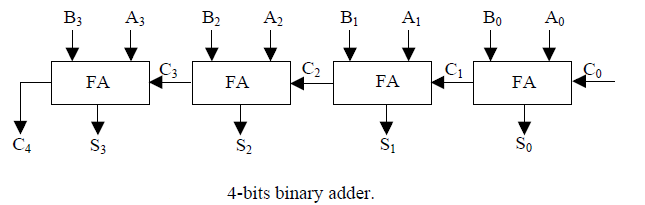 B₃ A₃ B₂ A₂ B₁ A₁ B₀ A₀
C₃ C₂ C₁ C₀
FA FA FA FA
C₄ S₃ S₂ S₁ S₀
4-bits binary adder.